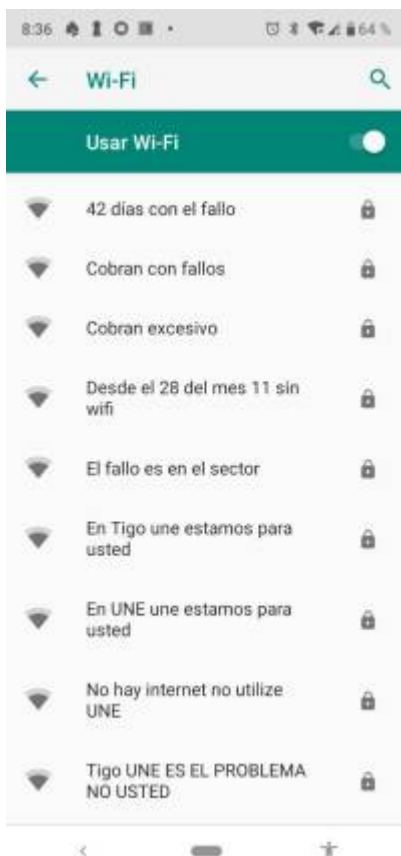 8:36
64 %
Wi-Fi
Usar Wi-Fi
42 días con el fallo
Cobran con fallos
Cobran excesivo
Desde el 28 del mes 11 sin
wifi
El fallo es en el sector
En Tigo une estamos para
usted
En UNE une estamos para
usted
No hay internet no utilize
UNE
Tigo UNE ES EL PROBLEMA
NO USTED